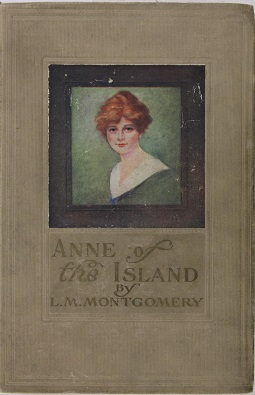 ANNE of
the ISLAND
BY
L.M. MONTGOMERY